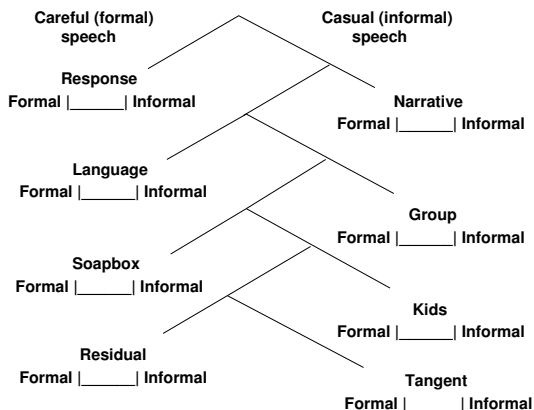 Careful (formal)
speech
Casual (informal)
speech
Response
Formal |______| Informal
Narrative
Formal |______| Informal
Language
Formal |______| Informal
Group
Formal |______| Informal
Soapbox
Formal |______| Informal
Kids
Formal |______| Informal
Residual
Formal |______| Informal
Tangent
Formal |______| Informal